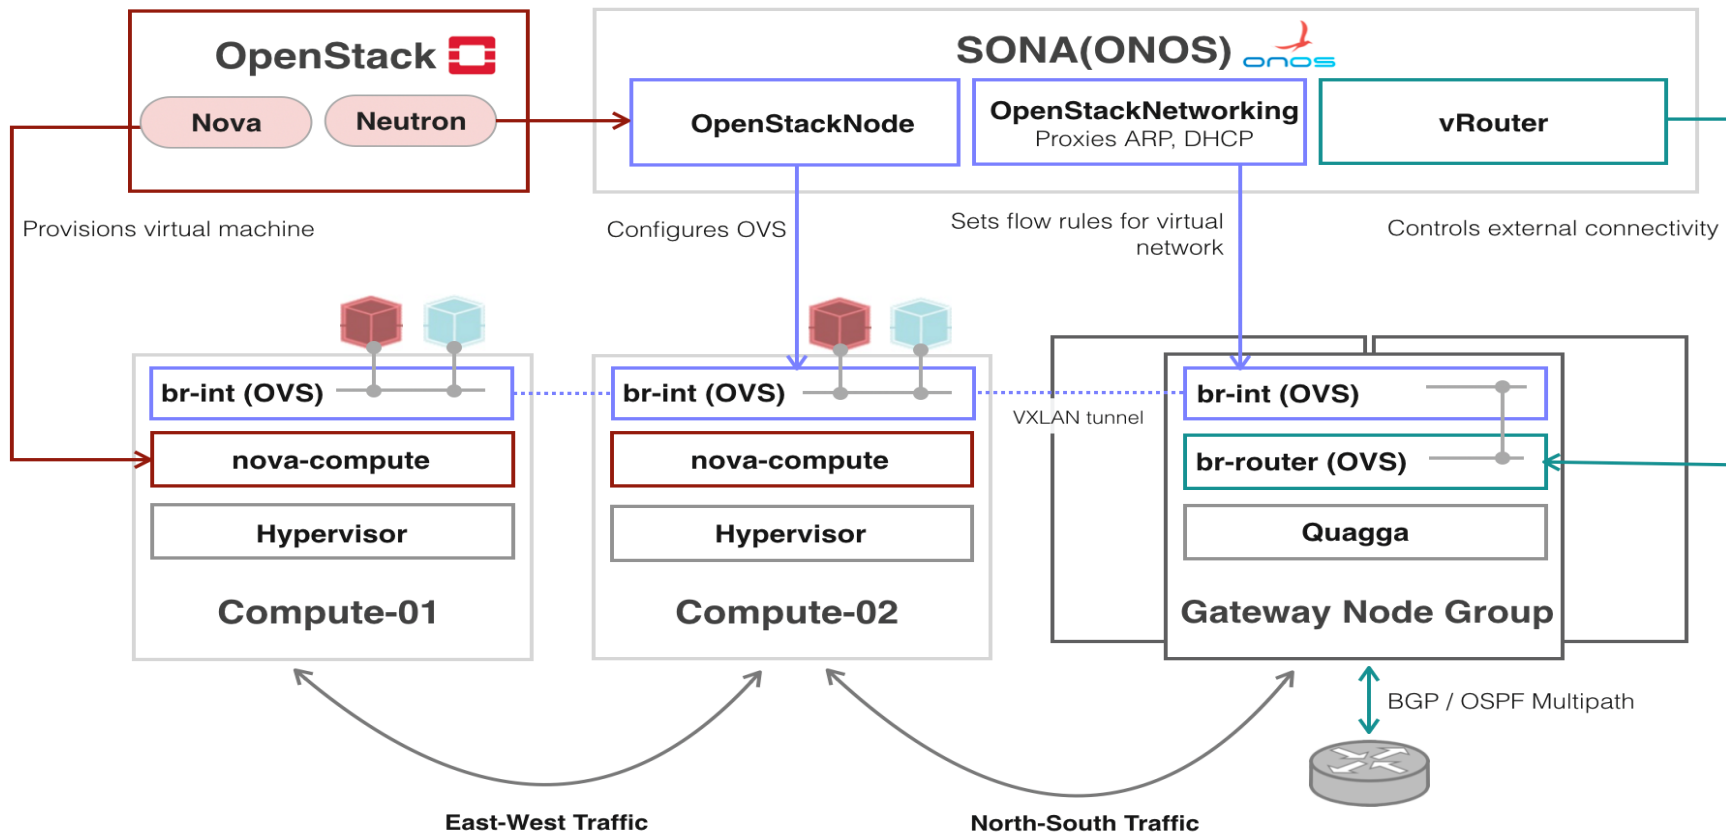 OpenStack
SONA(ONOS)
onos
Nova
Neutron
OpenStackNode
OpenStackNetworking
Proxies ARP, DHCP
vRouter
Provisions virtual machine
Configures OVS
Sets flow rules for virtual
network
Controls external connectivity
br-int (OVS)
nova-compute
Hypervisor
Compute-01
br-int (OVS)
nova-compute
Hypervisor
Compute-02
VXLAN tunnel
br-int (OVS)
br-router (OVS)
Quagga
Gateway Node Group
BGP / OSPF Multipath
East-West Traffic
North-South Traffic